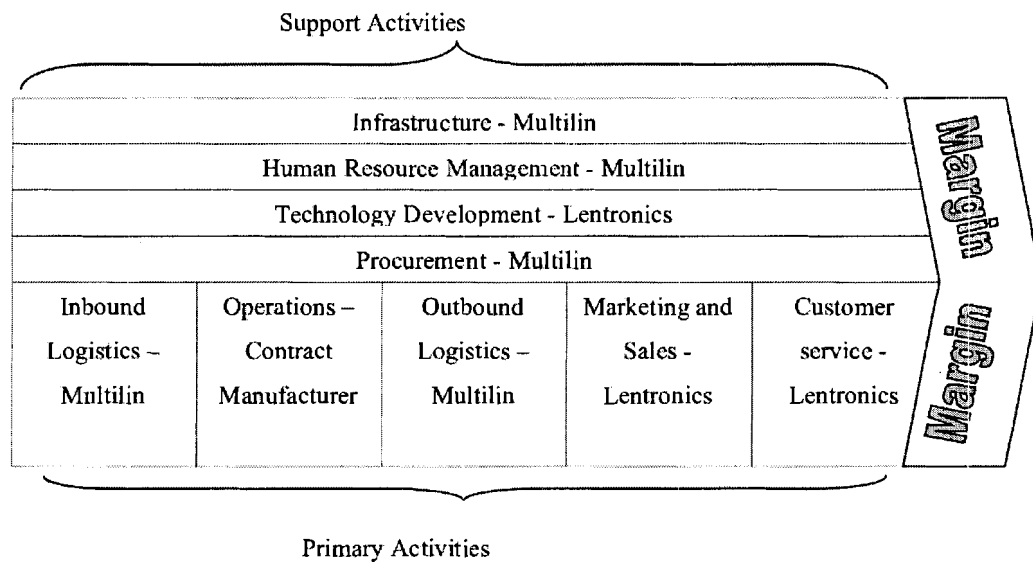 Support Activities
Infrastructure - Multilin
Human Resource Management - Multilin
Technology Development - Lentronics
Procurement - Multilin
Margin
Inbound
Logistics –
Multilin
Operations –
Contract
Manufacturer
Outbound
Logistics –
Multilin
Marketing and
Sales -
Lentronics
Customer
service -
Lentronics
Margin
Primary Activities